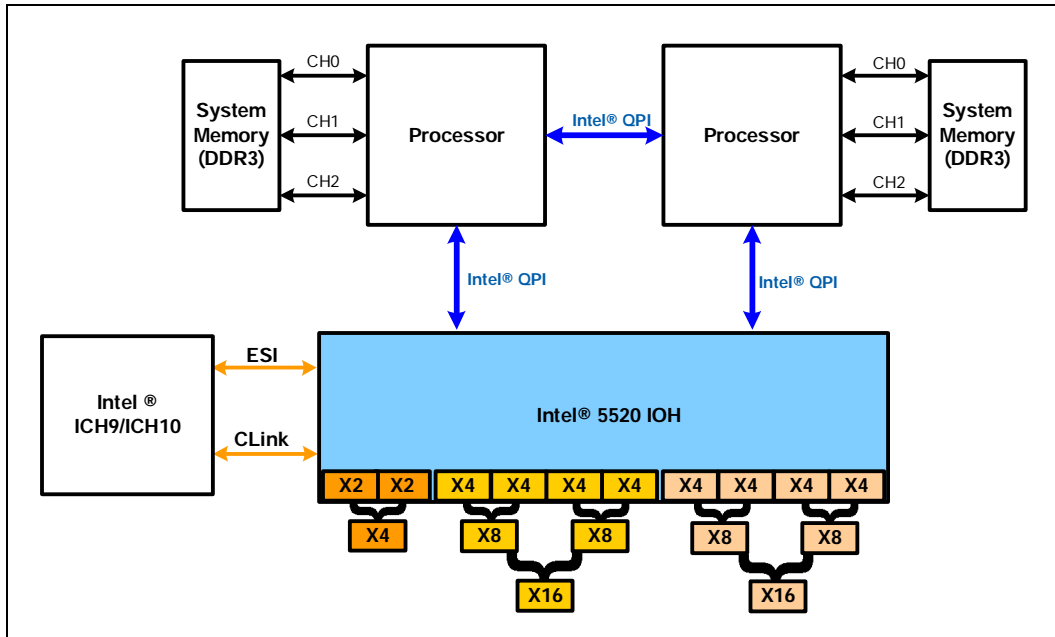 CH0
CH1
CH2
System
Memory
(DDR3)
Processor
Intel® QPI
Processor
CH0
CH1
CH2
System
Memory
(DDR3)
Intel® QPI
Intel® QPI
Intel ®
ICH9/ICH10
ESI
CLink
Intel® 5520 IOH
X2 X2 X4 X4 X4 X4 X4 X4 X4 X4
X4 X8 X8 X8 X8
X16 X16